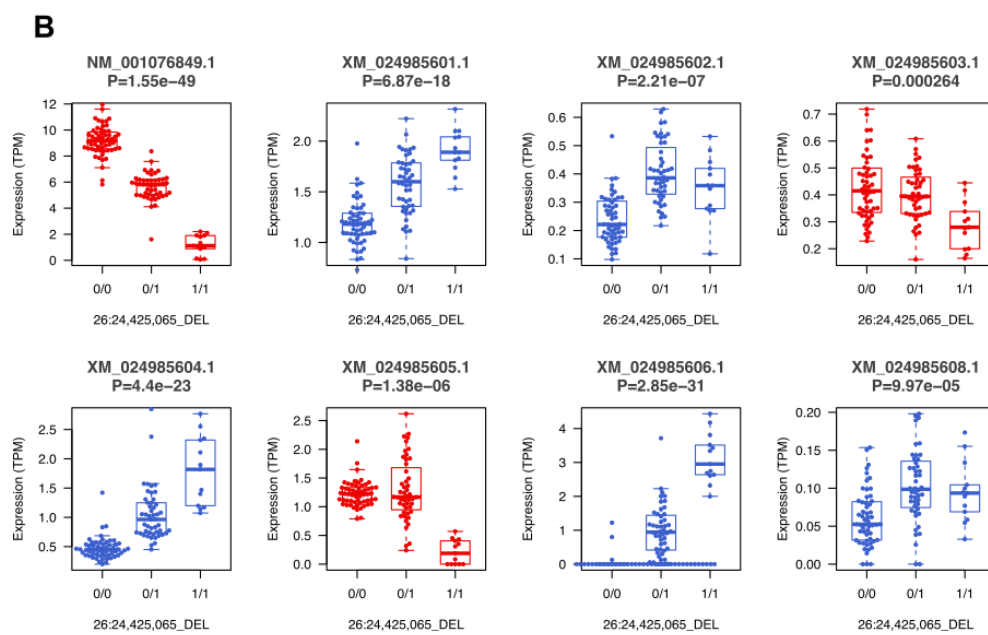 B
NM_001076849.1
P=1.55e−49
Expression (TPM)
12
10
8
6
4
2
0
0/0 0/1 1/1
26:24,425,065_DEL
XM_024985601.1
P=6.87e−18
Expression (TPM)
2.0
1.5
1.0
0/0 0/1 1/1
26:24,425,065_DEL
XM_024985602.1
P=2.21e−07
Expression (TPM)
0.6
0.5
0.4
0.3
0.2
0.1
0/0 0/1 1/1
26:24,425,065_DEL
XM_024985603.1
P=0.000264
Expression (TPM)
0.7
0.6
0.5
0.4
0.3
0.2
0/0 0/1 1/1
26:24,425,065_DEL
XM_024985604.1
P=4.4e−23
Expression (TPM)
2.5
2.0
1.5
1.0
0.5
0/0 0/1 1/1
26:24,425,065_DEL
XM_024985605.1
P=1.38e−06
Expression (TPM)
2.5
2.0
1.5
1.0
0.5
0.0
0/0 0/1 1/1
26:24,425,065_DEL
XM_024985606.1
P=2.85e−31
Expression (TPM)
4
3
2
1
0
0/0 0/1 1/1
26:24,425,065_DEL
XM_024985608.1
P=9.97e−05
Expression (TPM)
0.20
0.15
0.10
0.05
0.00
0/0 0/1 1/1
26:24,425,065_DEL